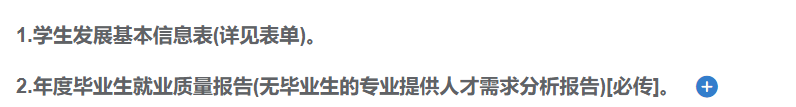 1.学生发展基本信息表(详见表单)。
2.年度毕业生就业质量报告(无毕业生的专业提供人才需求分析报告)[必传]。